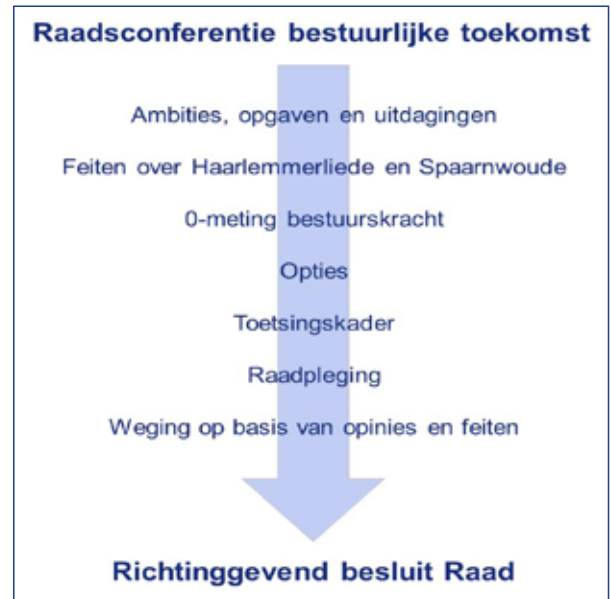 Raadsconferentie bestuurlijke toekomst
Ambities, opgaven en uitdagingen
Feiten over Haarlemmerliede en Spaarnwoude
0-meting bestuurskracht
Opties
Toetsingskader
Raadpleging
Weging op basis van opinies en feiten
Richtinggevend besluit Raad